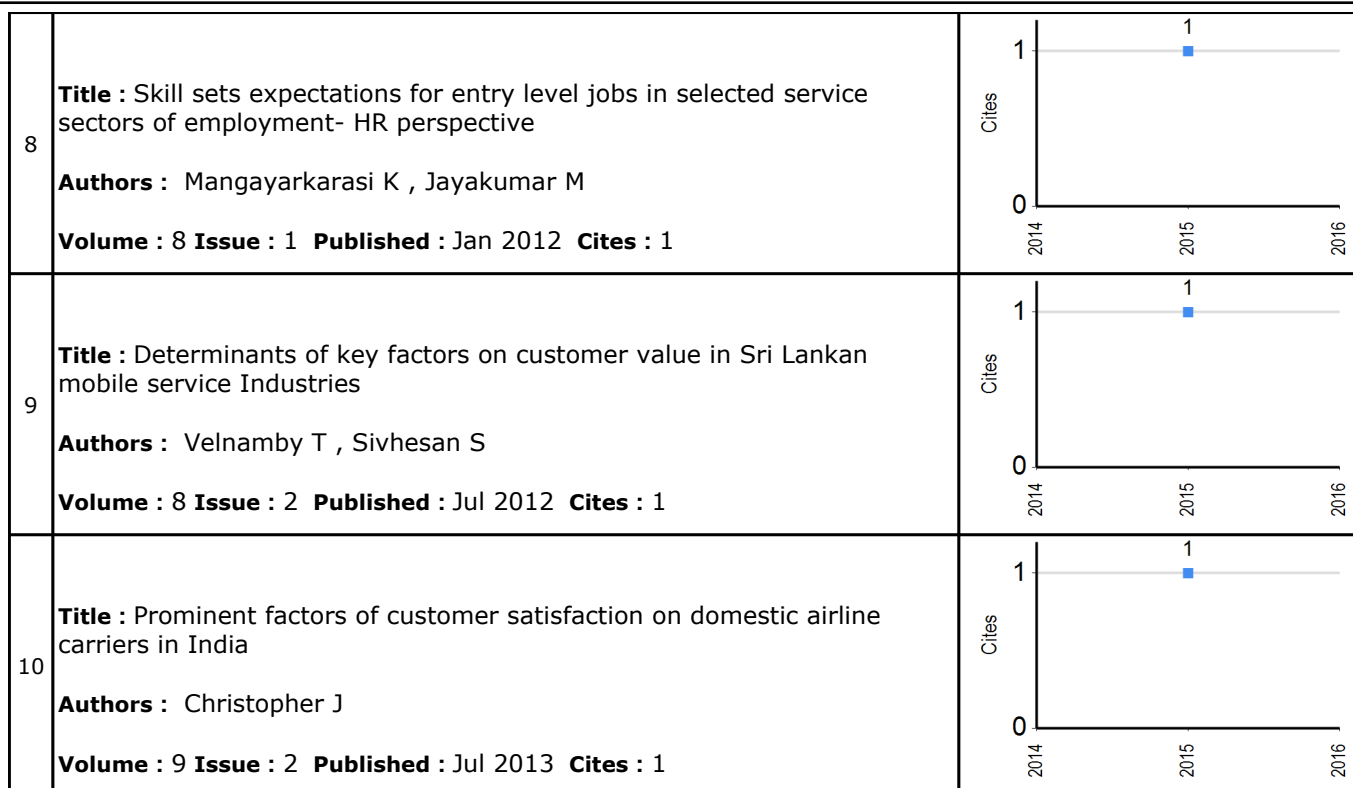 8
Title : Skill sets expectations for entry level jobs in selected service
sectors of employment- HR perspective
Authors : Mangayarkarasi K , Jayakumar M
Volume : 8 Issue : 1 Published : Jan 2012 Cites : 1
1
1
Cites
0
2014
2015
2016
9
Title : Determinants of key factors on customer value in Sri Lankan
mobile service Industries
Authors : Velnamby T , Sivhesan S
Volume : 8 Issue : 2 Published : Jul 2012 Cites : 1
1
1
Cites
0
2014
2015
2016
10
Title : Prominent factors of customer satisfaction on domestic airline
carriers in India
Authors : Christopher J
Volume : 9 Issue : 2 Published : Jul 2013 Cites : 1
1
1
Cites
0
2014
2015
2016